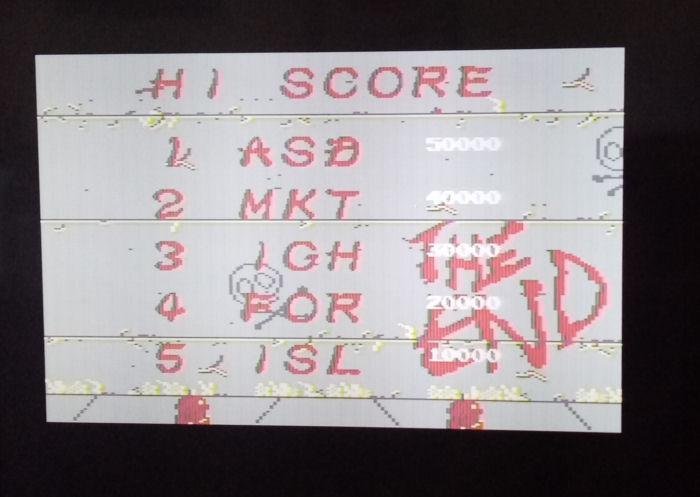 HI SCORE
1 ASD 50000
2 MKT 40000
3 IGH 30000
4 FOR 20000
5 ISL 10000
THE
END